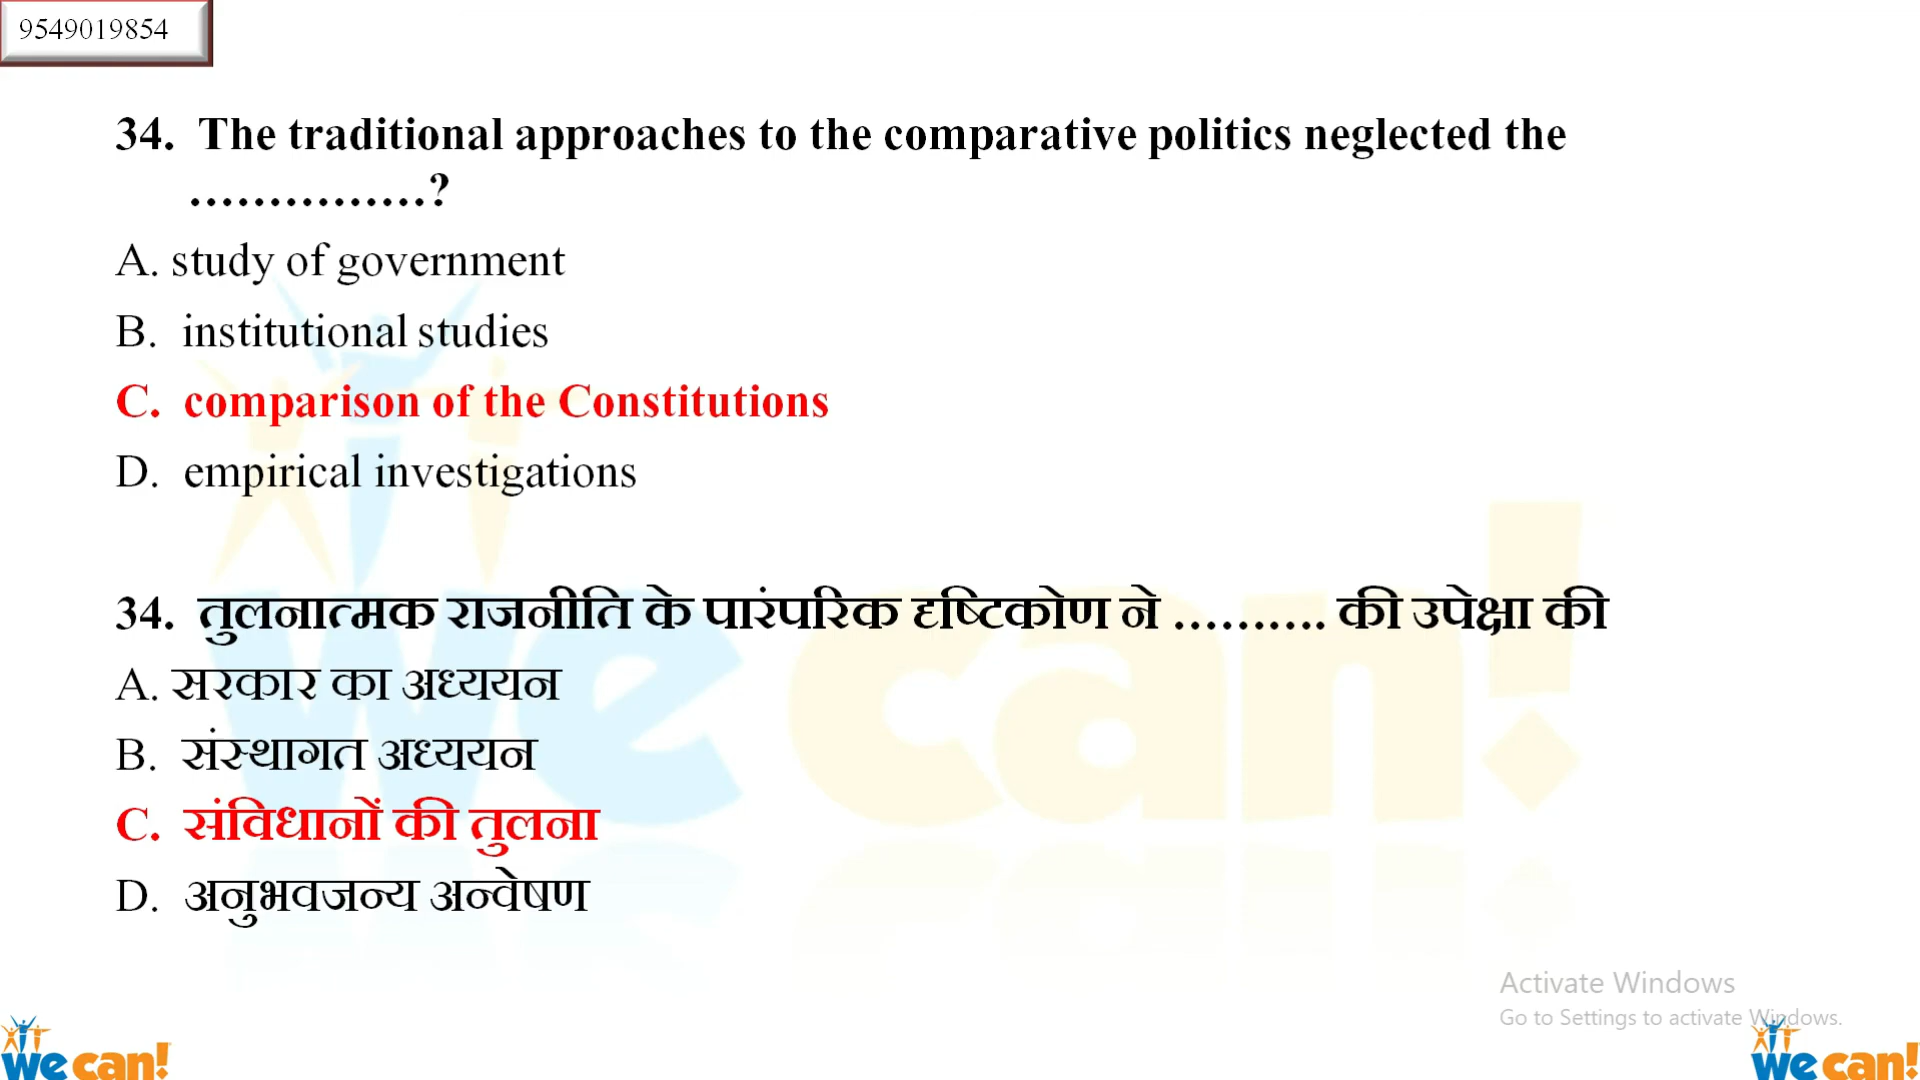 9549019854
34. The traditional approaches to the comparative politics neglected the
……………?
A. study of government
B. institutional studies
C. comparison of the Constitutions
D. empirical investigations
34. तुलनात्मक राजनीति के पारंपरिक दृष्टिकोण ने ………. की उपेक्षा की
A. सरकार का अध्ययन
B. संस्थागत अध्ययन
C. संविधानों की तुलना
D. अनुभवजन्य अन्वेषण
we can!
Activate Windows
Go to Settings to activate Windows.
we can!
we can!